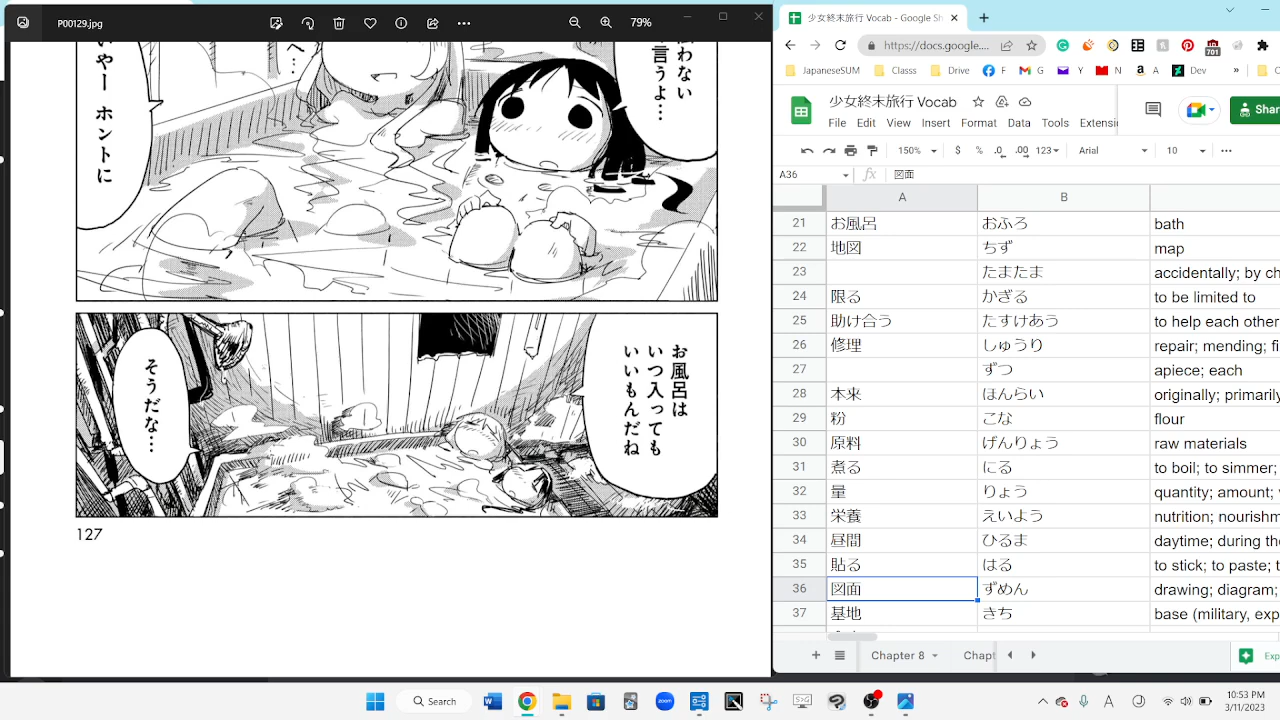 P00129.jpg
79%
いやー ホントに
へ…
言うよ…
お風呂は
いつ入っても
いいもんだね
そうだな…
127
少女終末旅行 Vocab - Google Sh
https://docs.google....
701
JapaneseSUM
Classs
Drive
F
G
Y
N
A
Dev
少女終末旅行 Vocab
File Edit View Insert Format Data Tools Extensi
Shar
150% $ % .0 .00 123 Arial 10
A36 fx 図面
A B
21 お風呂 おふろ bath
22 地図 ちず map
23 たまたま accidentally; by ch
24 限る かぎる to be limited to
25 助け合う たすけあう to help each other
26 修理 しゅうり repair; mending; fi
27 ずつ apiece; each
28 本来 ほんらい originally; primarily
29 粉 こな flour
30 原料 げんりょう raw materials
31 煮る にる to boil; to simmer;
32 量 りょう quantity; amount;
33 栄養 えいよう nutrition; nourishm
34 昼間 ひるま daytime; during the
35 貼る はる to stick; to paste; t
36 図面 ずめん drawing; diagram;
37 基地 きち base (military, exp
Chapter 8 Chapt
Exp
Search
10:53 PM